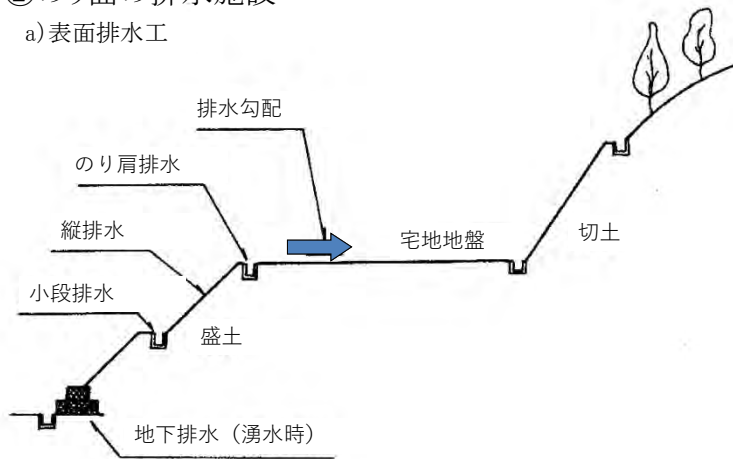 ②のり面の排水施設
a)表面排水工
排水勾配
のり肩排水
縦排水
小段排水
宅地地盤
切土
盛土
地下排水（湧水時）